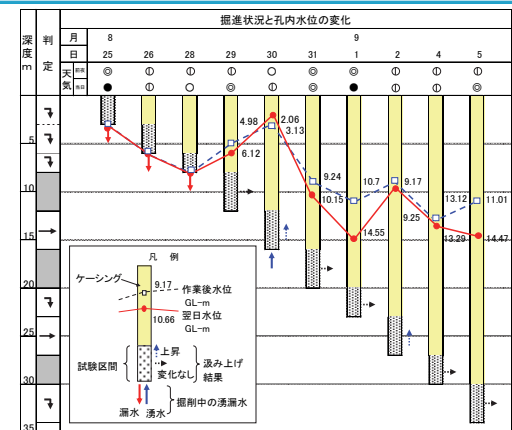 掘進状況と孔内水位の変化
深度m 判定 月 8 9
日 25 26 28 29 30 31 1 2 4 5
天気 前夜 ◎ ⦶ ⦶ ◎ ○ ◎ ◎ ⦶ ⦶ ⦶
当日 ● ⦶ ○ ⦶ ⦶ ◎ ● ⦶ ⦶ ◎
4.98 2.06
5 3.13
6.12
9.24 10.7 9.17
10 10.15 13.12 11.01
9.25
15 14.55 13.29 14.47
凡 例
ケーシング
9.17 作業後水位
GL-m
20
10.66 翌日水位
GL-m
25
試験区間 上昇
変化なし
汲み上げ
結果
30
漏水 湧水 掘削中の湧漏水
35